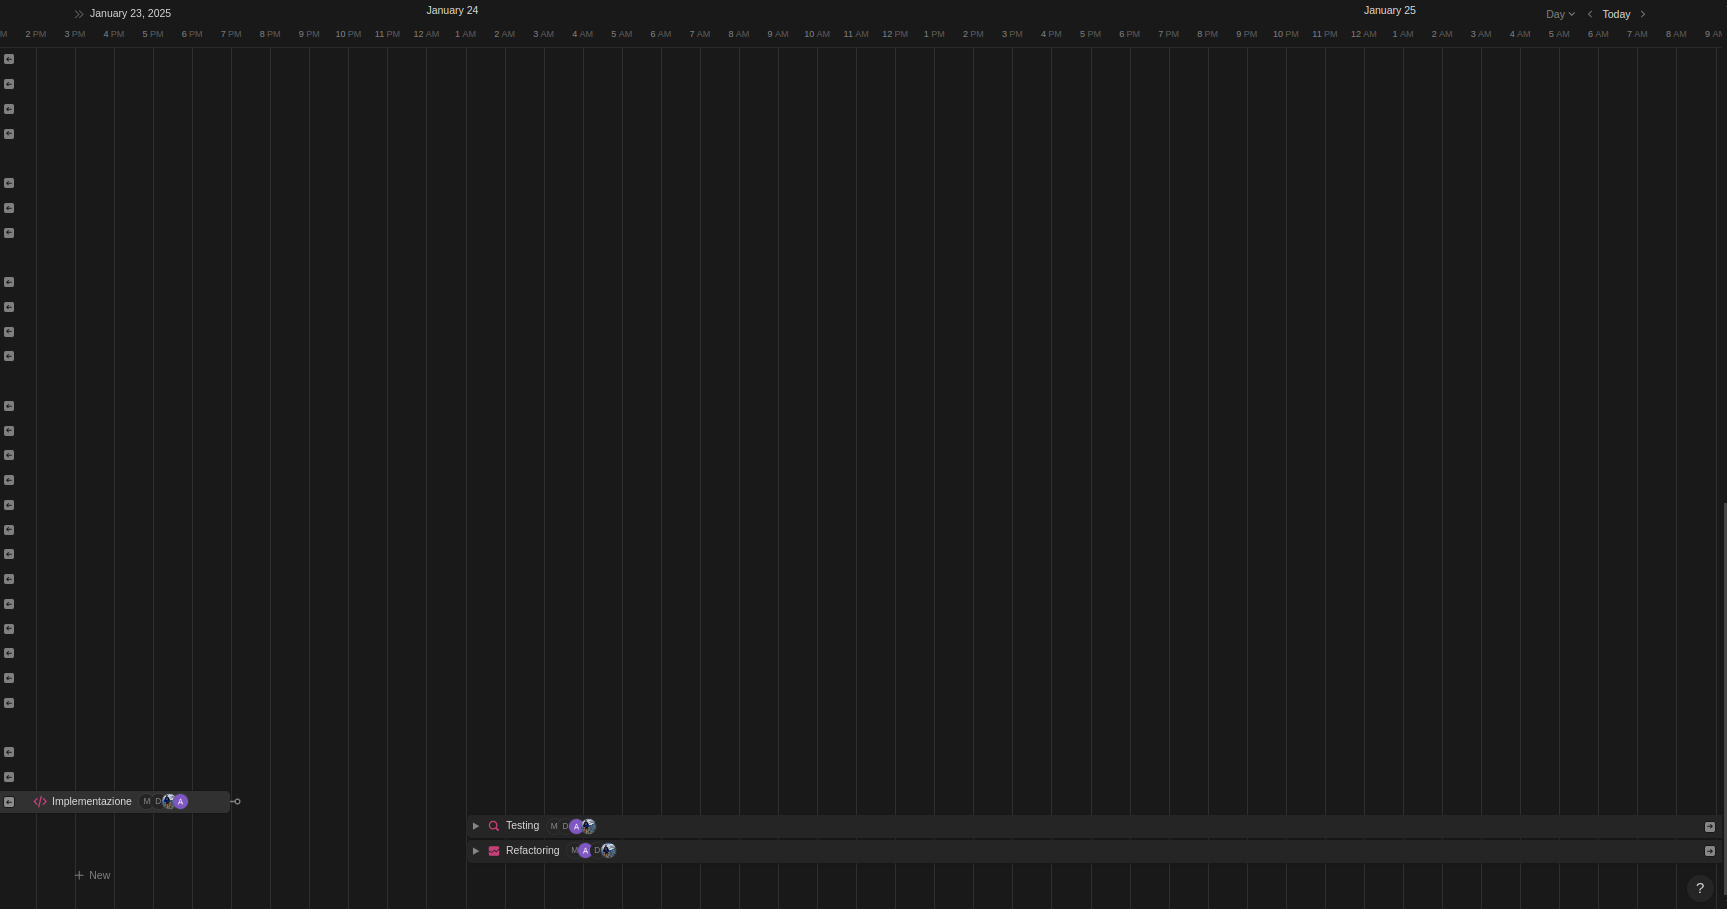 January 23, 2025 January 24 January 25 Day Today
M 2 PM 3 PM 4 PM 5 PM 6 PM 7 PM 8 PM 9 PM 10 PM 11 PM 12 AM 1 AM 2 AM 3 AM 4 AM 5 AM 6 AM 7 AM 8 AM 9 AM 10 AM 11 AM 12 PM 1 PM 2 PM 3 PM 4 PM 5 PM 6 PM 7 PM 8 PM 9 PM 10 PM 11 PM 12 AM 1 AM 2 AM 3 AM 4 AM 5 AM 6 AM 7 AM 8 AM 9 AM
Implementazione M D A
Testing M D A
Refactoring M A D
New
?